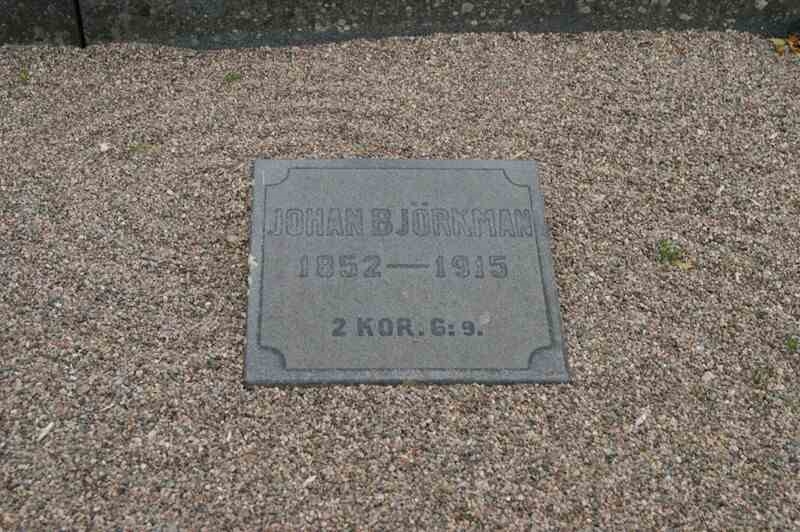 JOHAN BJÖRKMAN
1852—1915
2 KOR. 6: 9.